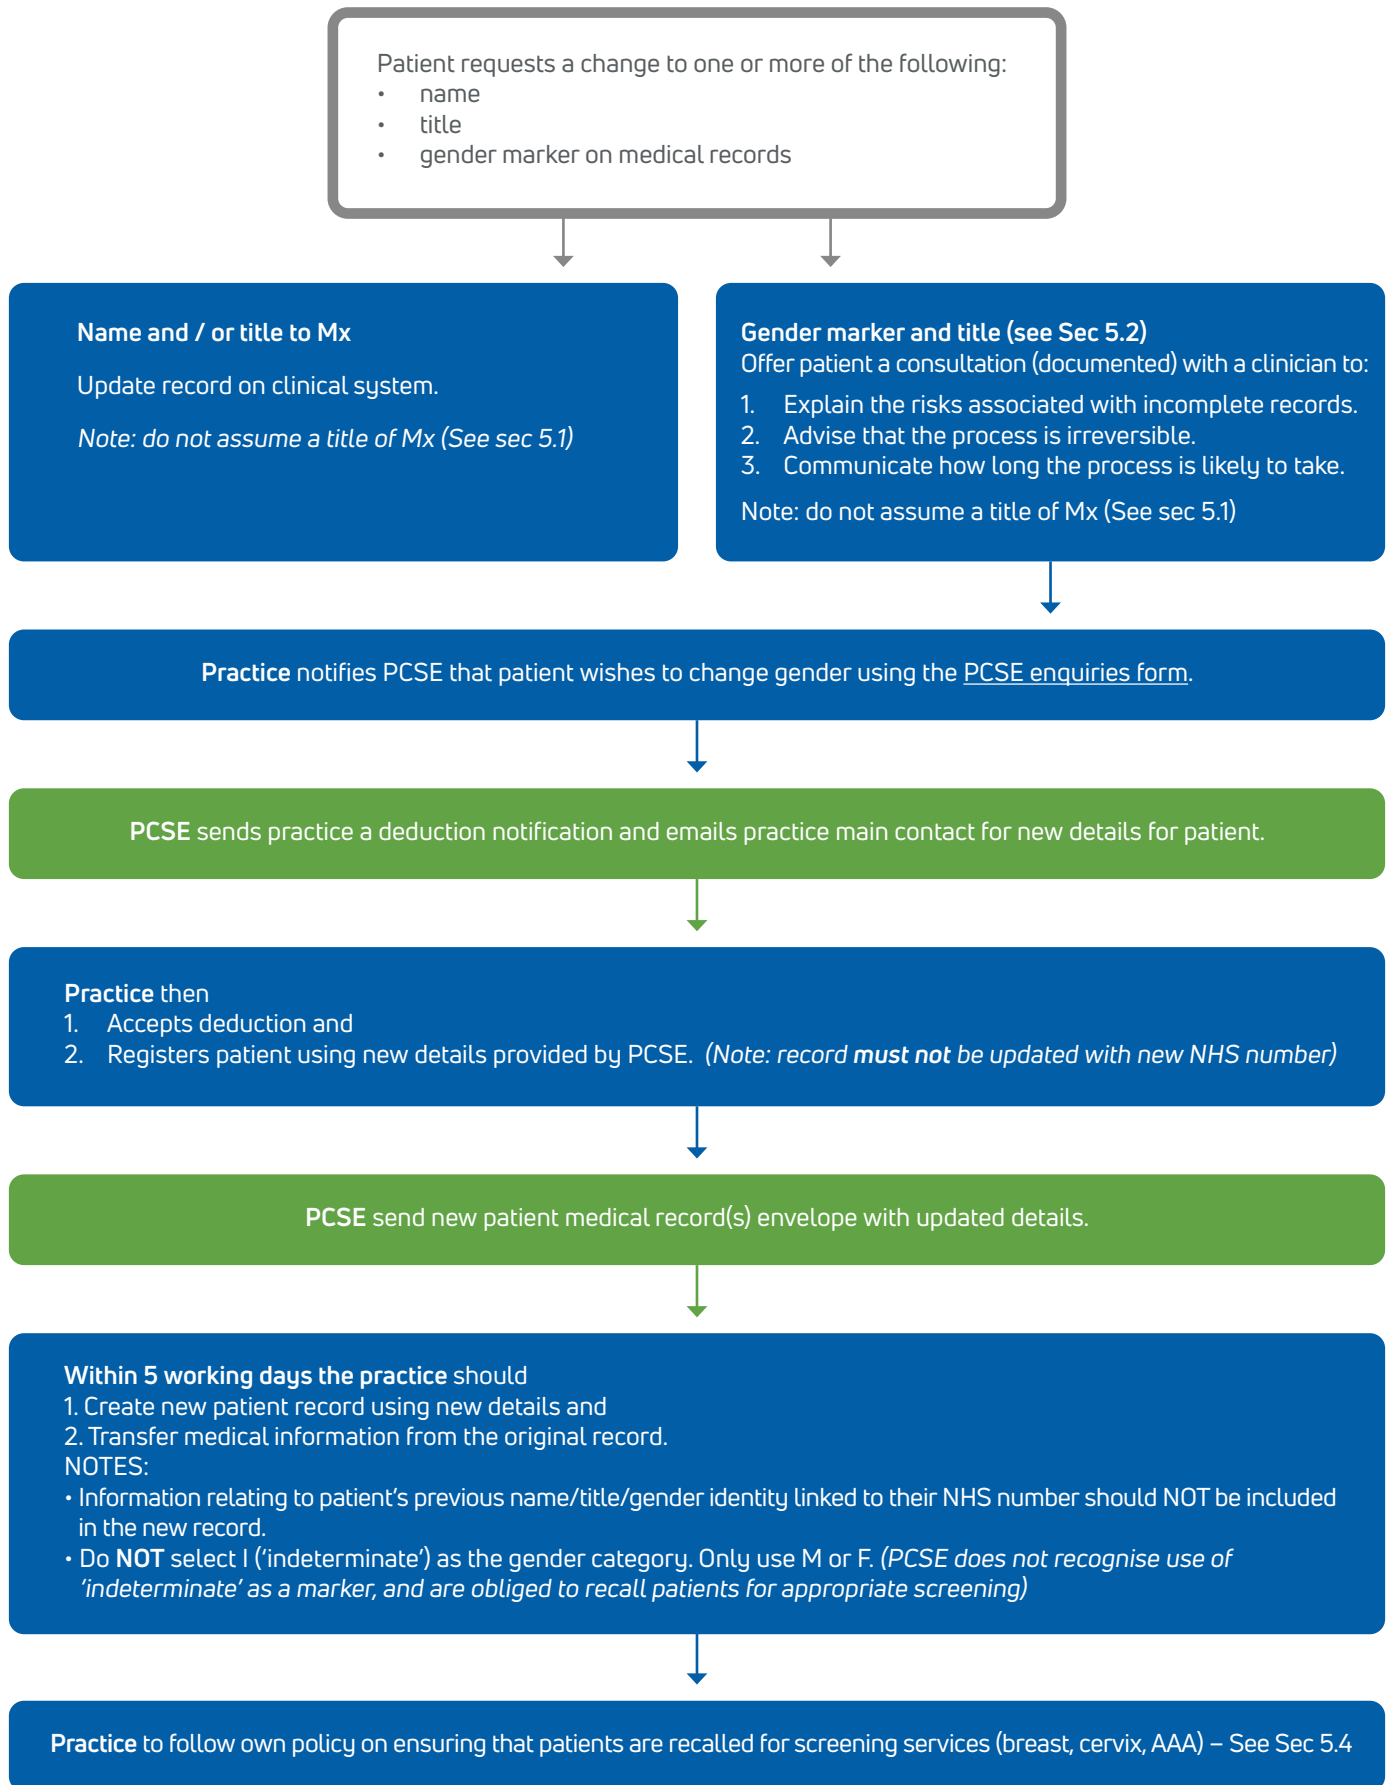 Patient requests a change to one or more of the following:
• name
• title
• gender marker on medical records
Name and / or title to Mx
Update record on clinical system.
Note: do not assume a title of Mx (See sec 5.1)
Gender marker and title (see Sec 5.2)
Offer patient a consultation (documented) with a clinician to:
1. Explain the risks associated with incomplete records.
2. Advise that the process is irreversible.
3. Communicate how long the process is likely to take.
Note: do not assume a title of Mx (See sec 5.1)
Practice notifies PCSE that patient wishes to change gender using the PCSE enquiries form.
PCSE sends practice a deduction notification and emails practice main contact for new details for patient.
Practice then
1. Accepts deduction and
2. Registers patient using new details provided by PCSE. (Note: record must not be updated with new NHS number)
PCSE send new patient medical record(s) envelope with updated details.
Within 5 working days the practice should
1. Create new patient record using new details and
2. Transfer medical information from the original record.
NOTES:
• Information relating to patient's previous name/title/gender identity linked to their NHS number should NOT be included
in the new record.
• Do NOT select I ('indeterminate') as the gender category. Only use M or F. (PCSE does not recognise use of
'indeterminate' as a marker, and are obliged to recall patients for appropriate screening)
Practice to follow own policy on ensuring that patients are recalled for screening services (breast, cervix, AAA) – See Sec 5.4